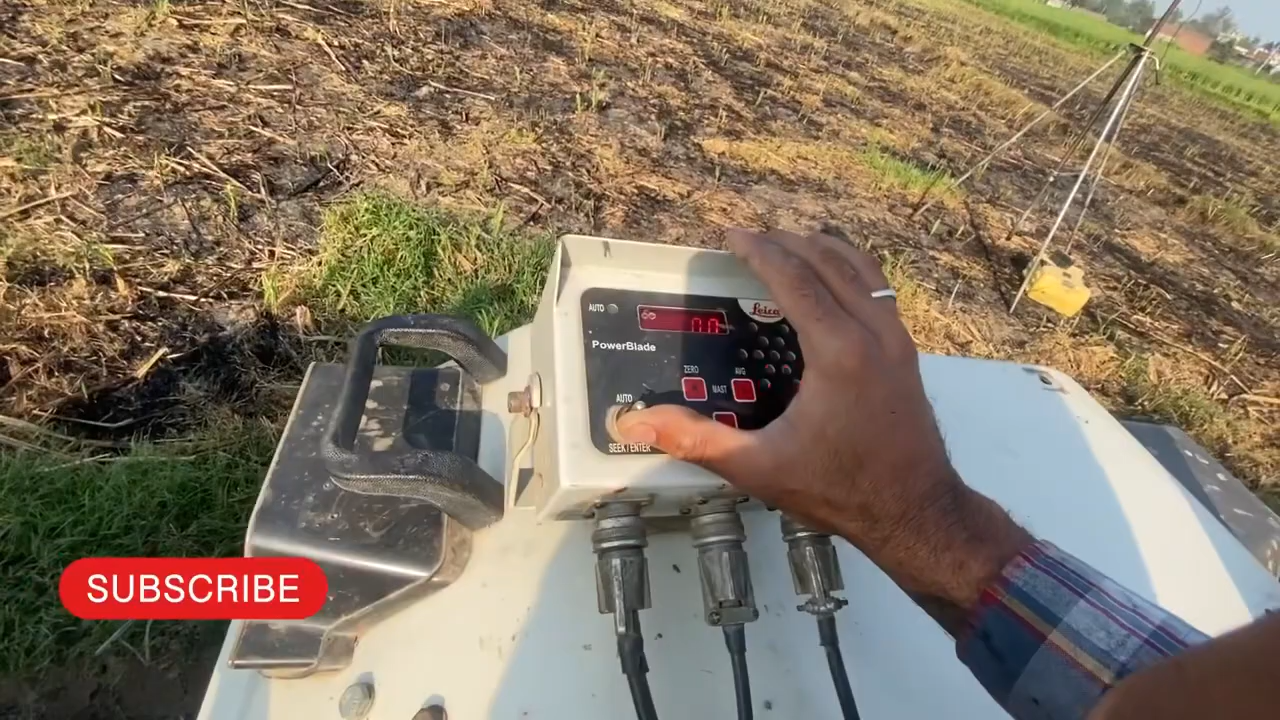 AUTO
0.0
Leica
PowerBlade
ZERO
AVG
MAST
AUTO
SEEK / ENTER
SUBSCRIBE